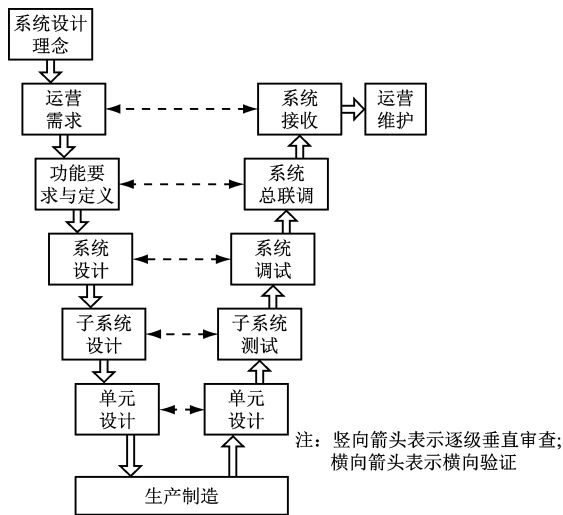 系统设计
理念
运营
需求
系统
接收
运营
维护
功能要
求与定义
系统
总联调
系统
设计
系统
调试
子系统
设计
子系统
测试
单元
设计
单元
设计
注：竖向箭头表示逐级垂直审查;
横向箭头表示横向验证
生产制造